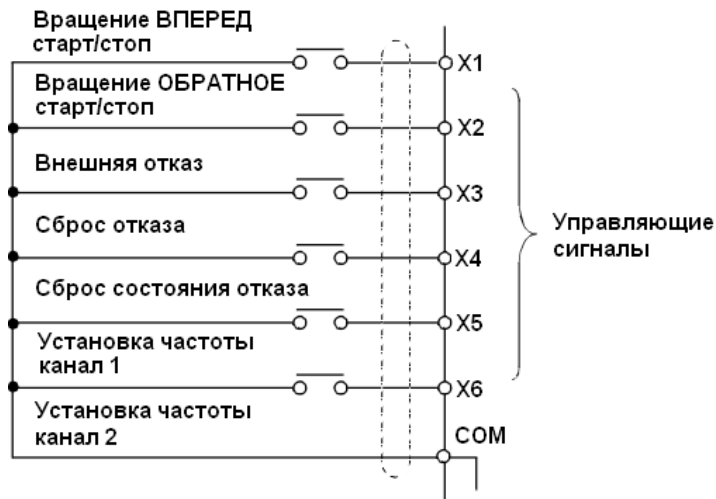 Вращение ВПЕРЕД
старт/стоп
X1
Вращение ОБРАТНОЕ
старт/стоп
X2
Внешняя отказ
X3
Сброс отказа
X4
Сброс состояния отказа
X5
Установка частоты
канал 1
X6
Установка частоты
канал 2
COM
Управляющие
сигналы